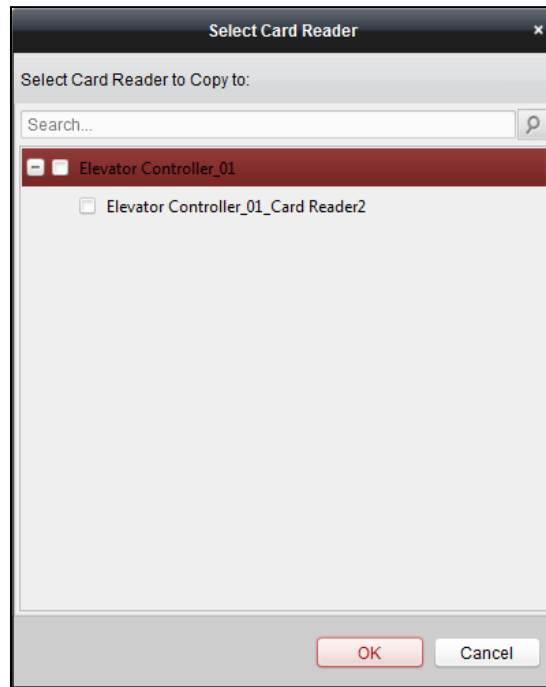 Select Card Reader
Select Card Reader to Copy to:
Search...
Elevator Controller_01
Elevator Controller_01_Card Reader2
OK Cancel